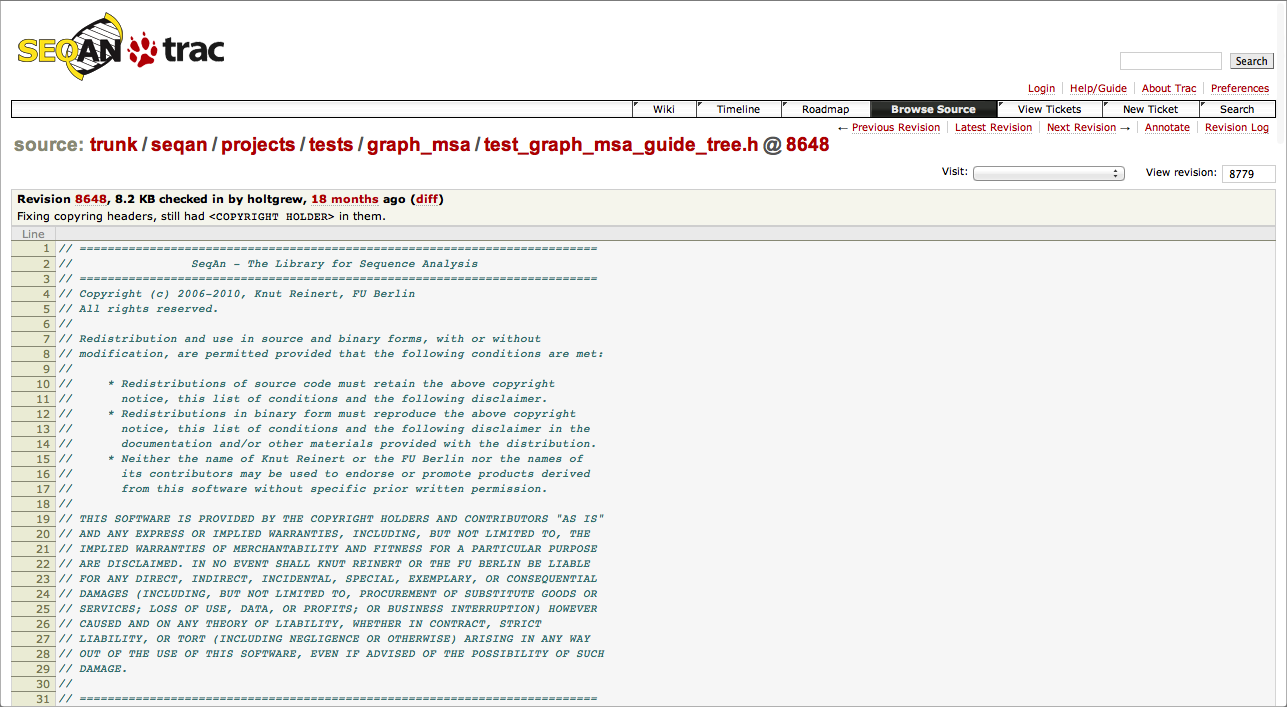 SEQAN trac
Search
Login Help/Guide About Trac Preferences
Wiki Timeline Roadmap Browse Source View Tickets New Ticket Search
← Previous Revision Latest Revision Next Revision → Annotate Revision Log
source: trunk / seqan / projects / tests / graph_msa / test_graph_msa_guide_tree.h @ 8648
Visit: View revision: 8779
Revision 8648, 8.2 KB checked in by holtgrew, 18 months ago (diff)
Fixing copyring headers, still had <COPYRIGHT HOLDER> in them.
Line
1 // ==========================================================================
2 // SeqAn - The Library for Sequence Analysis
3 // ==========================================================================
4 // Copyright (c) 2006-2010, Knut Reinert, FU Berlin
5 // All rights reserved.
6 //
7 // Redistribution and use in source and binary forms, with or without
8 // modification, are permitted provided that the following conditions are met:
9 //
10 // * Redistributions of source code must retain the above copyright
11 // notice, this list of conditions and the following disclaimer.
12 // * Redistributions in binary form must reproduce the above copyright
13 // notice, this list of conditions and the following disclaimer in the
14 // documentation and/or other materials provided with the distribution.
15 // * Neither the name of Knut Reinert or the FU Berlin nor the names of
16 // its contributors may be used to endorse or promote products derived
17 // from this software without specific prior written permission.
18 //
19 // THIS SOFTWARE IS PROVIDED BY THE COPYRIGHT HOLDERS AND CONTRIBUTORS "AS IS"
20 // AND ANY EXPRESS OR IMPLIED WARRANTIES, INCLUDING, BUT NOT LIMITED TO, THE
21 // IMPLIED WARRANTIES OF MERCHANTABILITY AND FITNESS FOR A PARTICULAR PURPOSE
22 // ARE DISCLAIMED. IN NO EVENT SHALL KNUT REINERT OR THE FU BERLIN BE LIABLE
23 // FOR ANY DIRECT, INDIRECT, INCIDENTAL, SPECIAL, EXEMPLARY, OR CONSEQUENTIAL
24 // DAMAGES (INCLUDING, BUT NOT LIMITED TO, PROCUREMENT OF SUBSTITUTE GOODS OR
25 // SERVICES; LOSS OF USE, DATA, OR PROFITS; OR BUSINESS INTERRUPTION) HOWEVER
26 // CAUSED AND ON ANY THEORY OF LIABILITY, WHETHER IN CONTRACT, STRICT
27 // LIABILITY, OR TORT (INCLUDING NEGLIGENCE OR OTHERWISE) ARISING IN ANY WAY
28 // OUT OF THE USE OF THIS SOFTWARE, EVEN IF ADVISED OF THE POSSIBILITY OF SUCH
29 // DAMAGE.
30 //
31 // ==========================================================================